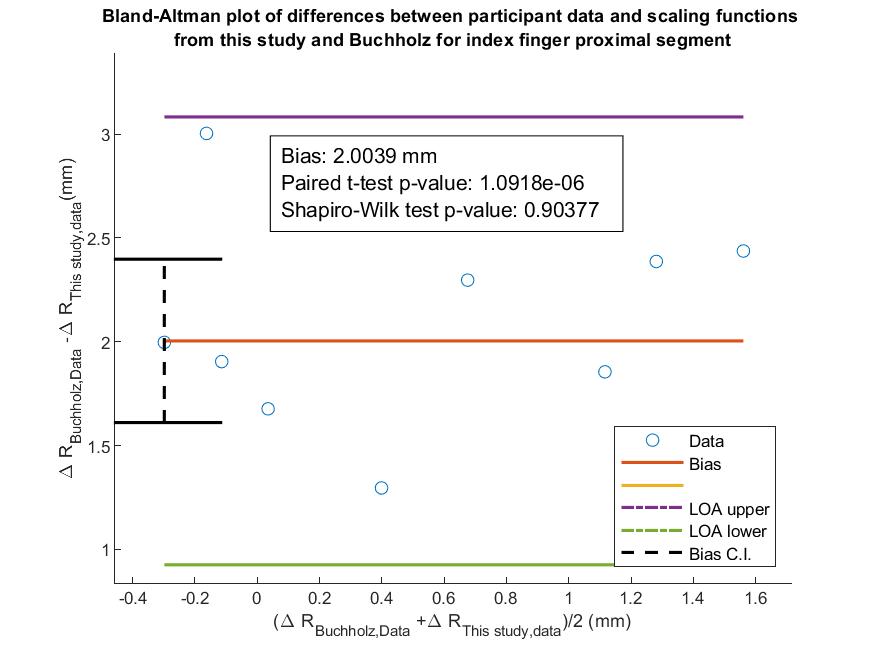 Bland-Altman plot of differences between participant data and scaling functions
from this study and Buchholz for index finger proximal segment
Δ R_Buchholz,Data - Δ R_This study,data (mm)
3
2.5
2
1.5
1
Bias: 2.0039 mm
Paired t-test p-value: 1.0918e-06
Shapiro-Wilk test p-value: 0.90377
Data
Bias
LOA upper
LOA lower
Bias C.I.
-0.4 -0.2 0 0.2 0.4 0.6 0.8 1 1.2 1.4 1.6
(Δ R_Buchholz,Data +Δ R_This study,data)/2 (mm)